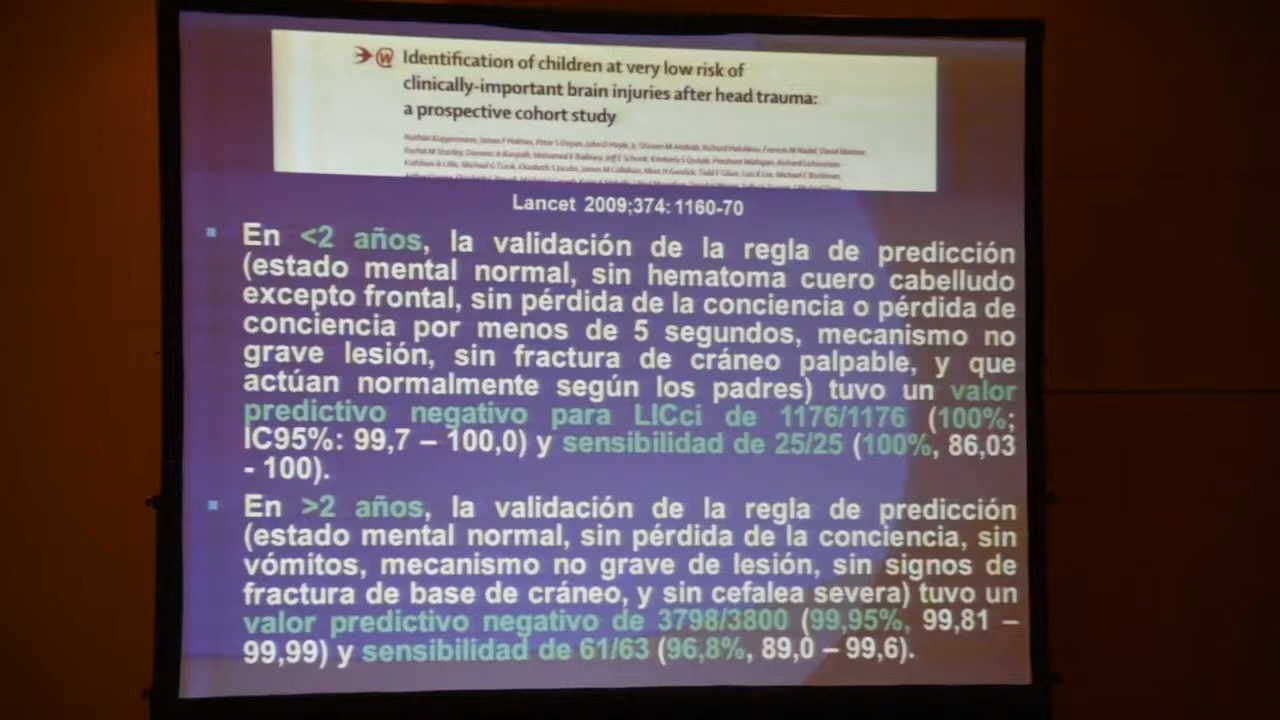 Identification of children at very low risk of
clinically-important brain injuries after head trauma:
a prospective cohort study
Lancet 2009;374: 1160-70
▪ En <2 años, la validación de la regla de predicción
(estado mental normal, sin hematoma cuero cabelludo
excepto frontal, sin pérdida de la conciencia o pérdida de
conciencia por menos de 5 segundos, mecanismo no
grave lesión, sin fractura de cráneo palpable, y que
actúan normalmente según los padres) tuvo un valor
predictivo negativo para LICci de 1176/1176 (100%;
IC95%: 99,7 – 100,0) y sensibilidad de 25/25 (100%, 86,03
- 100).
▪ En >2 años, la validación de la regla de predicción
(estado mental normal, sin pérdida de la conciencia, sin
vómitos, mecanismo no grave de lesión, sin signos de
fractura de base de cráneo, y sin cefalea severa) tuvo un
valor predictivo negativo de 3798/3800 (99,95%, 99,81 –
99,99) y sensibilidad de 61/63 (96,8%, 89,0 – 99,6).